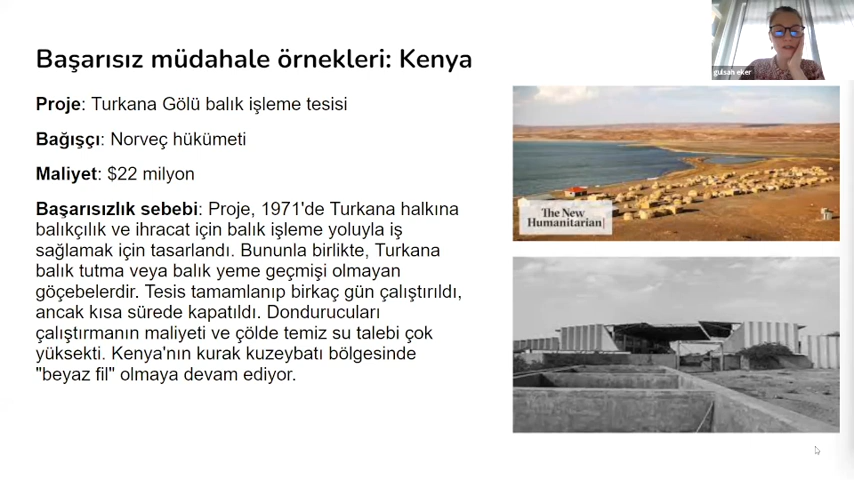 Başarısız müdahale örnekleri: Kenya
gulsah eker
Proje: Turkana Gölü balık işleme tesisi
Bağışçı: Norveç hükümeti
Maliyet: $22 milyon
Başarısızlık sebebi: Proje, 1971'de Turkana halkına
balıkçılık ve ihracat için balık işleme yoluyla iş
sağlamak için tasarlandı. Bununla birlikte, Turkana
balık tutma veya balık yeme geçmişi olmayan
göçebelerdir. Tesis tamamlanıp birkaç gün çalıştırıldı,
ancak kısa sürede kapatıldı. Dondurucuları
çalıştırmanın maliyeti ve çölde temiz su talebi çok
yüksekti. Kenya'nın kurak kuzeybatı bölgesinde
"beyaz fil" olmaya devam ediyor.
The New
Humanitarian